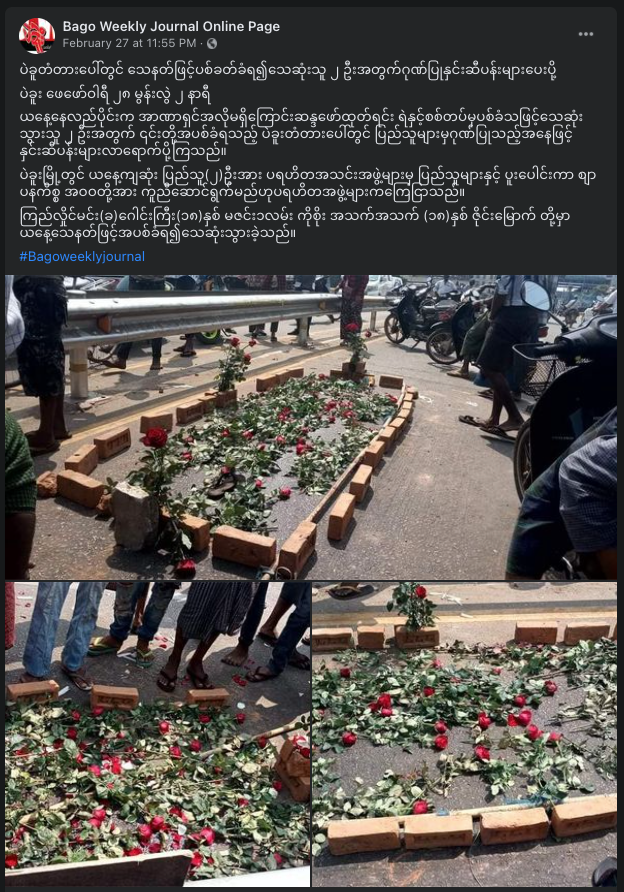 Bago Weekly Journal Online Page
February 27 at 11:55 PM
ပဲခူတံတားပေါ်တွင် သေနတ်ဖြင့်ပစ်ခတ်ခံရ၍သေဆုံးသူ ၂ ဦးအတွက်ဂုဏ်ပြုနှင်းဆီပန်းများပေးပို့
ပဲခူး ဖေဖော်ဝါရီ ၂၈ မွန်းလွဲ ၂ နာရီ
ယနေ့နေ့လည်ပိုင်းက အာဏာရှင်အလိုမရှိကြောင်းဆန္ဒဖော်ထုတ်ရင်း ရဲနှင့်စစ်တပ်မှပစ်ခံသဖြင့်သေဆုံး
သွားသူ ၂ ဦးအတွက် ၎င်းတို့အပစ်ခံရသည့် ပဲခူးတံတားပေါ်တွင် ပြည်သူများမှဂုဏ်ပြုသည့်အနေဖြင့်
နှင်းဆီပန်းများလာရောက်ပို့ကြသည်။
ပဲခူးမြို့တွင် ယနေ့ကျဆုံး ပြည်သူ(၂)ဦးအား ပရဟိတအသင်းအဖွဲ့များမှ ပြည်သူများနှင့် ပူးပေါင်းကာ ဈာ
ပနကိစ္စ အဝဝတို့အား ကူညီဆောင်ရွက်မည်ဟုပရဟိတအဖွဲ့များကကြေငြာသည်။
ကြည်လှိုင်မင်း(ခ)ဂေါင်းကြီး(၁၈)နှစ် မဇင်း၁လမ်း ကိုစိုး အသက်အသက် (၁၈)နှစ် ဇိုင်းမြောက် တို့မှာ
ယနေ့သေနတ်ဖြင့်အပစ်ခံရ၍သေဆုံးသွားခဲ့သည်။
#Bagoweeklyjournal